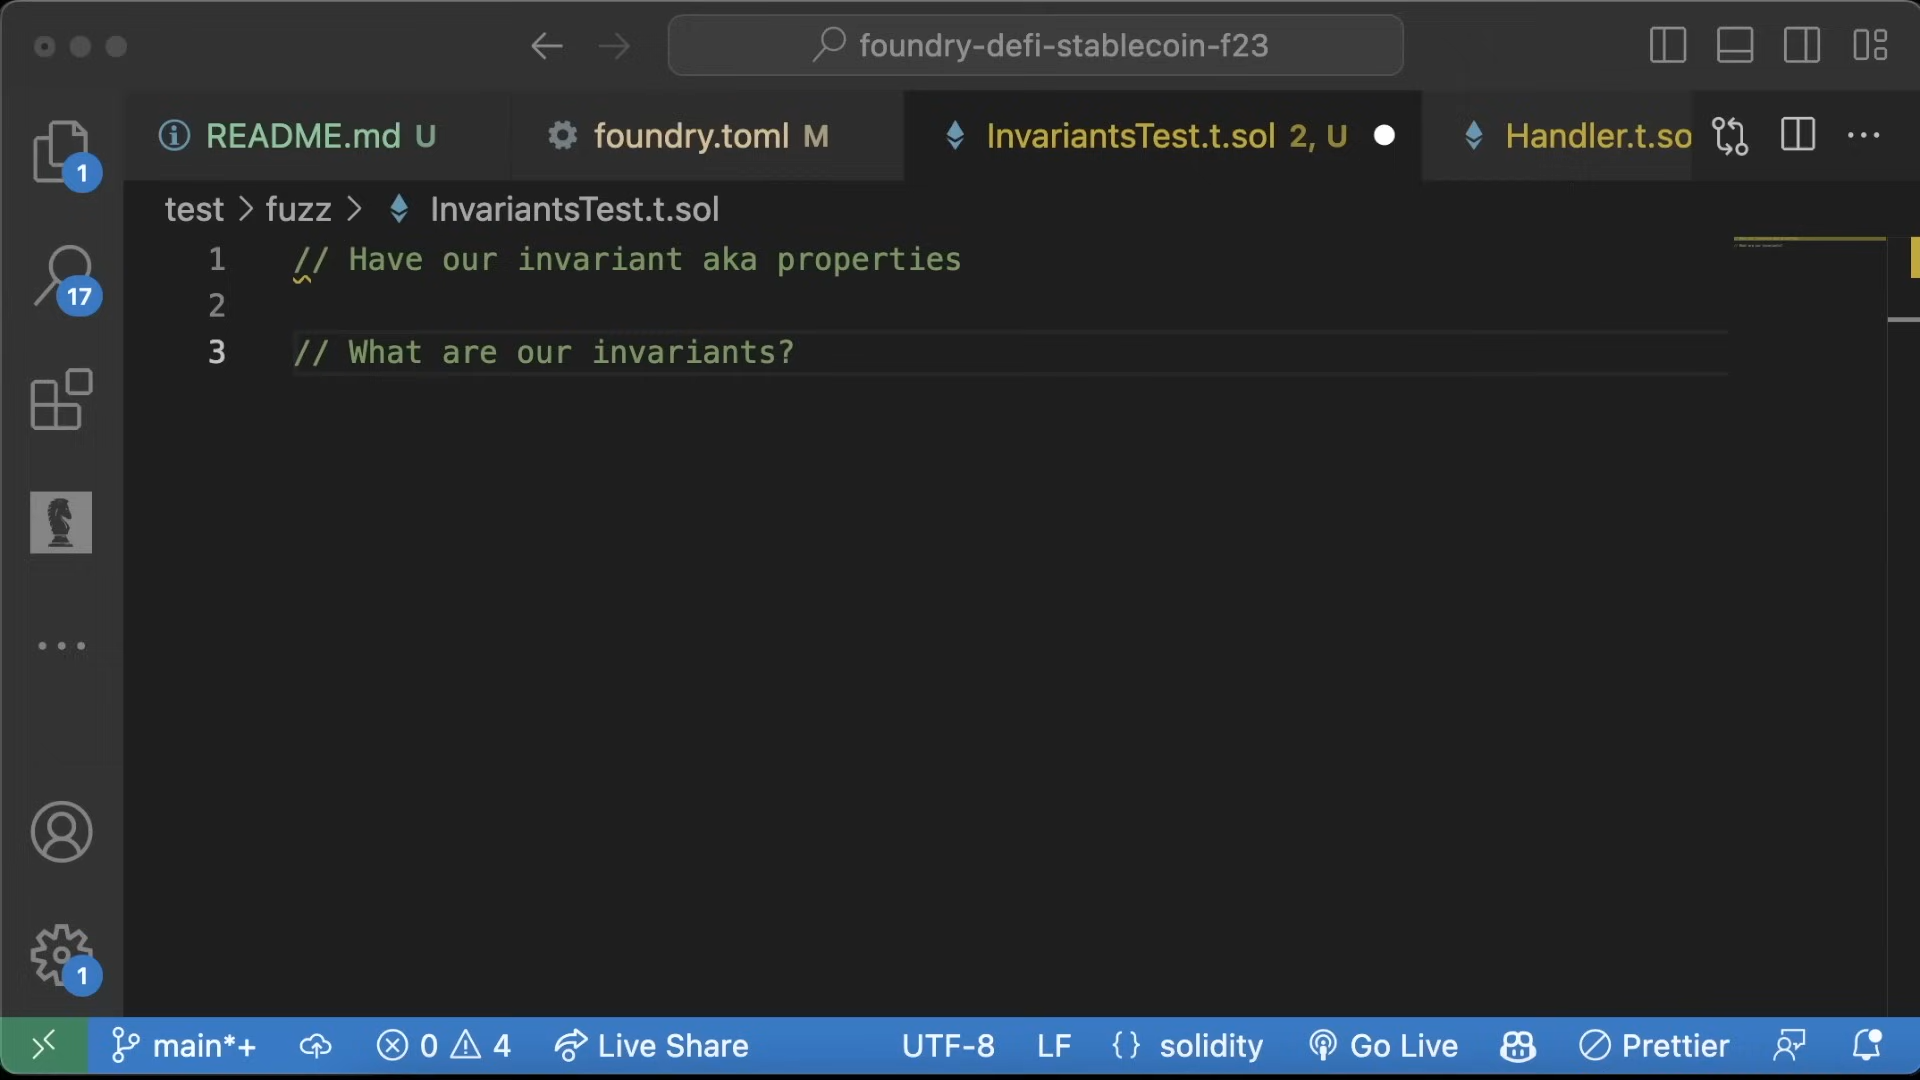 foundry-defi-stablecoin-f23
README.md U
foundry.toml M
InvariantsTest.t.sol 2, U
Handler.t.so
1
test > fuzz > InvariantsTest.t.sol
1 // Have our invariant aka properties
17
2
3 // What are our invariants?
1
main*+
0
4
Live Share
UTF-8
LF
{} solidity
Go Live
Prettier